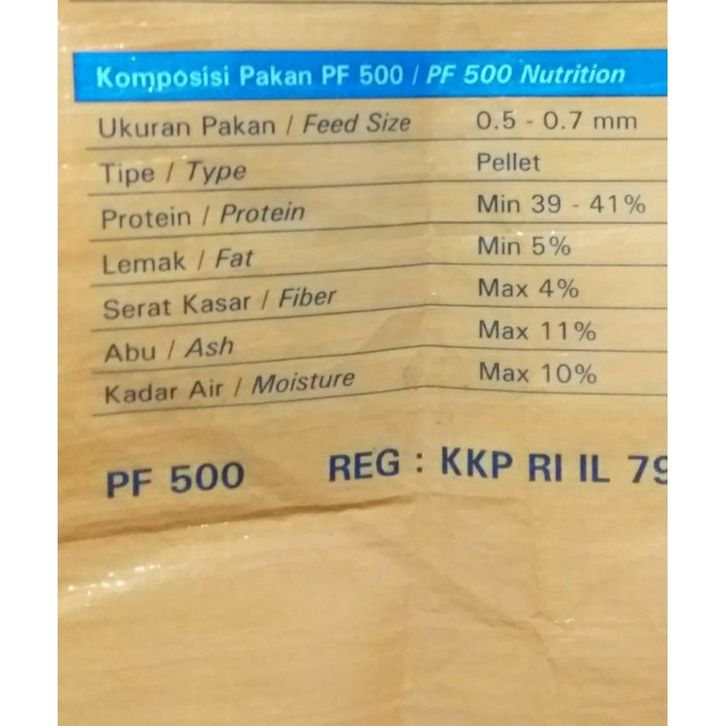 Komposisi Pakan PF 500 / PF 500 Nutrition
Ukuran Pakan / Feed Size 0.5 - 0.7 mm
Tipe / Type Pellet
Protein / Protein Min 39 - 41%
Lemak / Fat Min 5%
Serat Kasar / Fiber Max 4%
Abu / Ash Max 11%
Kadar Air / Moisture Max 10%
PF 500 REG : KKP RI IL 79